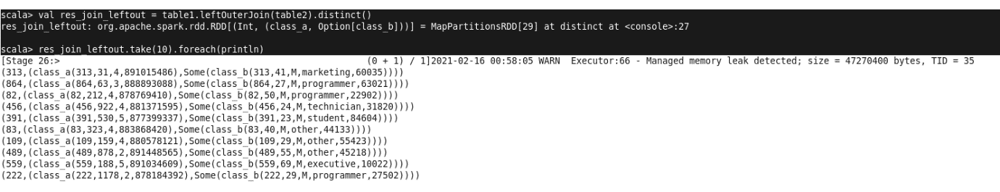 scala> val res_join_leftout = table1.leftOuterJoin(table2).distinct()
res_join_leftout: org.apache.spark.rdd.RDD[(Int, (class_a, Option[class_b]))] = MapPartitionsRDD[29] at distinct at <console>:27
scala> res_join_leftout.take(10).foreach(println)
[Stage 26:> (0 + 1) / 1]2021-02-16 00:58:05 WARN Executor:66 - Managed memory leak detected; size = 47270400 bytes, TID = 35
(313,(class_a(313,31,4,891015486),Some(class_b(313,41,M,marketing,60035))))
(864,(class_a(864,63,3,888893088),Some(class_b(864,27,M,programmer,63021))))
(82,(class_a(82,212,4,878769410),Some(class_b(82,50,M,programmer,22902))))
(456,(class_a(456,922,4,881371595),Some(class_b(456,24,M,technician,31820))))
(391,(class_a(391,530,5,877399337),Some(class_b(391,23,M,student,84604))))
(83,(class_a(83,323,4,883868420),Some(class_b(83,40,M,other,44133))))
(109,(class_a(109,159,4,880578121),Some(class_b(109,29,M,other,55423))))
(489,(class_a(489,878,2,891448565),Some(class_b(489,55,M,other,45218))))
(559,(class_a(559,188,5,891034609),Some(class_b(559,69,M,executive,10022))))
(222,(class_a(222,1178,2,878184392),Some(class_b(222,29,M,programmer,27502))))